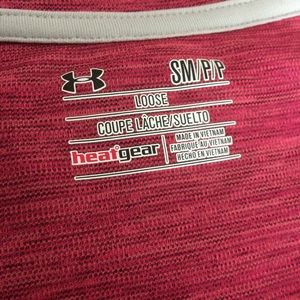 SM/P/P
LOOSE
COUPE LÂCHE/SUELTO
heatgear
MADE IN VIETNAM
FABRIQUÉ AU VIETNAM
HECHO EN VIETNAM